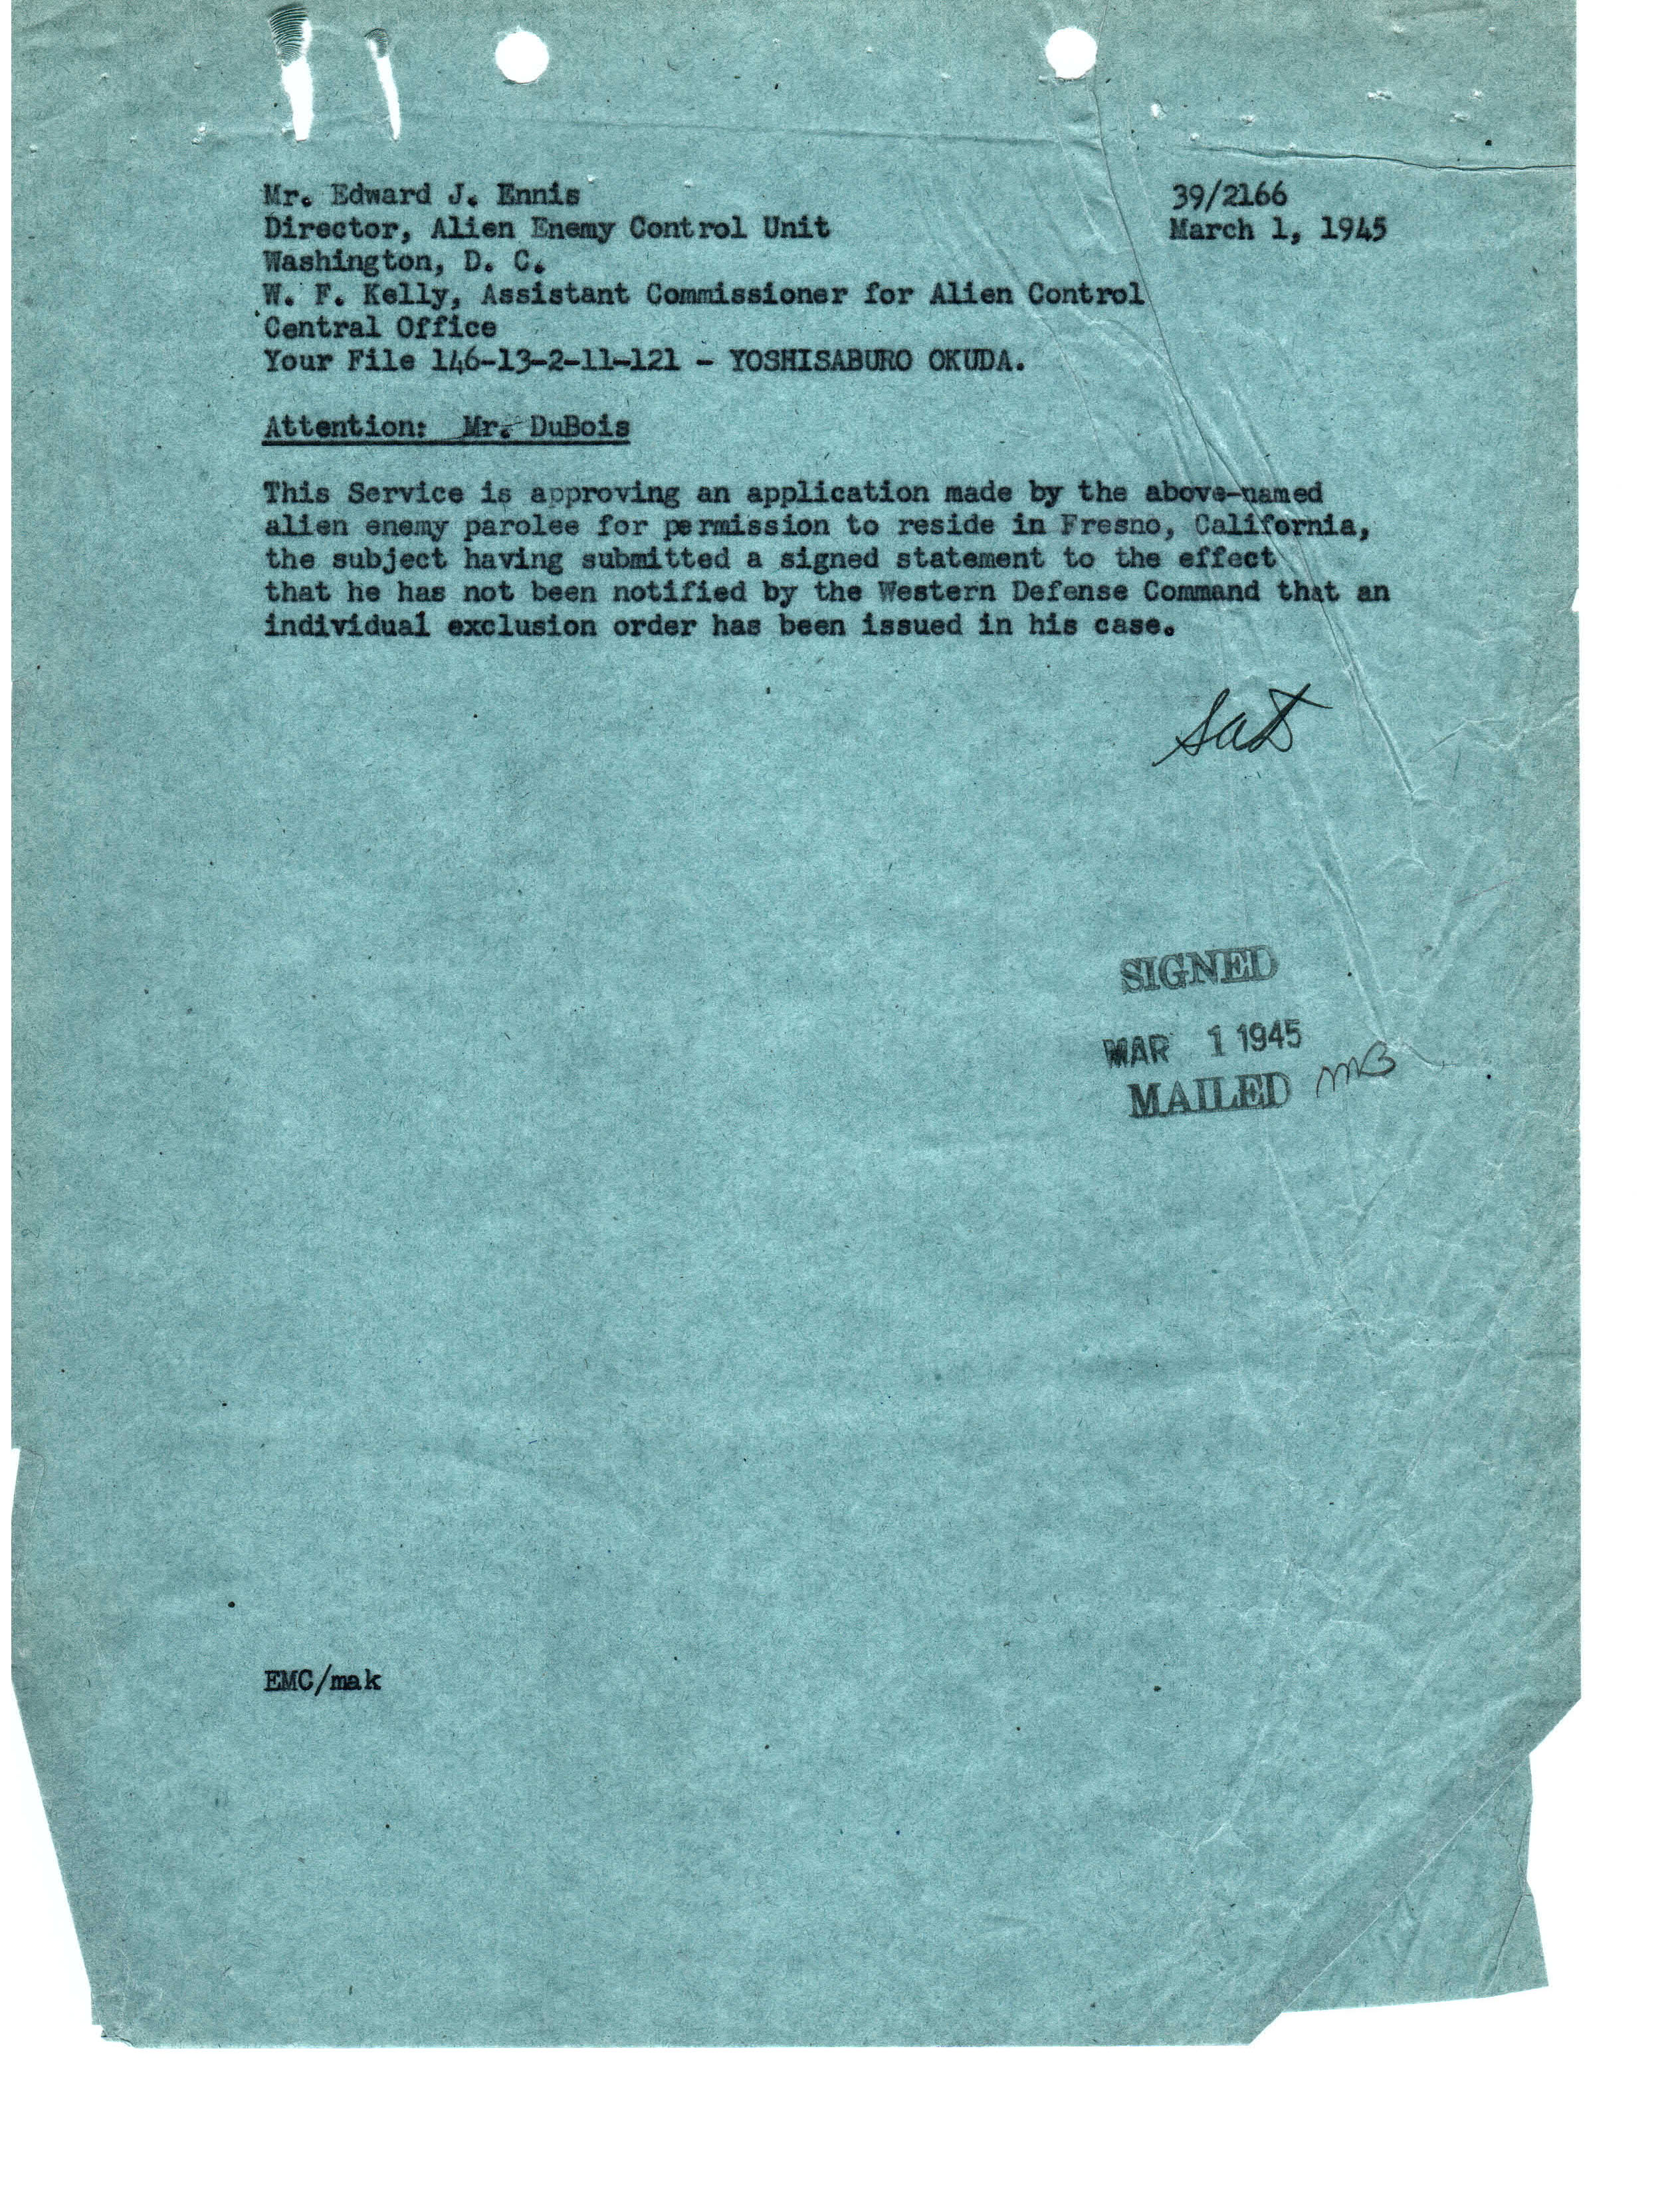 Mr. Edward J. Ennis 39/2166
Director, Alien Enemy Control Unit March 1, 1945
Washington, D. C.
W. F. Kelly, Assistant Commissioner for Alien Control
Central Office
Your File 146-13-2-11-121 - YOSHISABURO OKUDA.
Attention: Mr. DuBois
This Service is approving an application made by the above-named
alien enemy parolee for permission to reside in Fresno, California,
the subject having submitted a signed statement to the effect
that he has not been notified by the Western Defense Command that an
individual exclusion order has been issued in his case.
SIGNED
MAR 1 1945
MAILED
EMC/mak